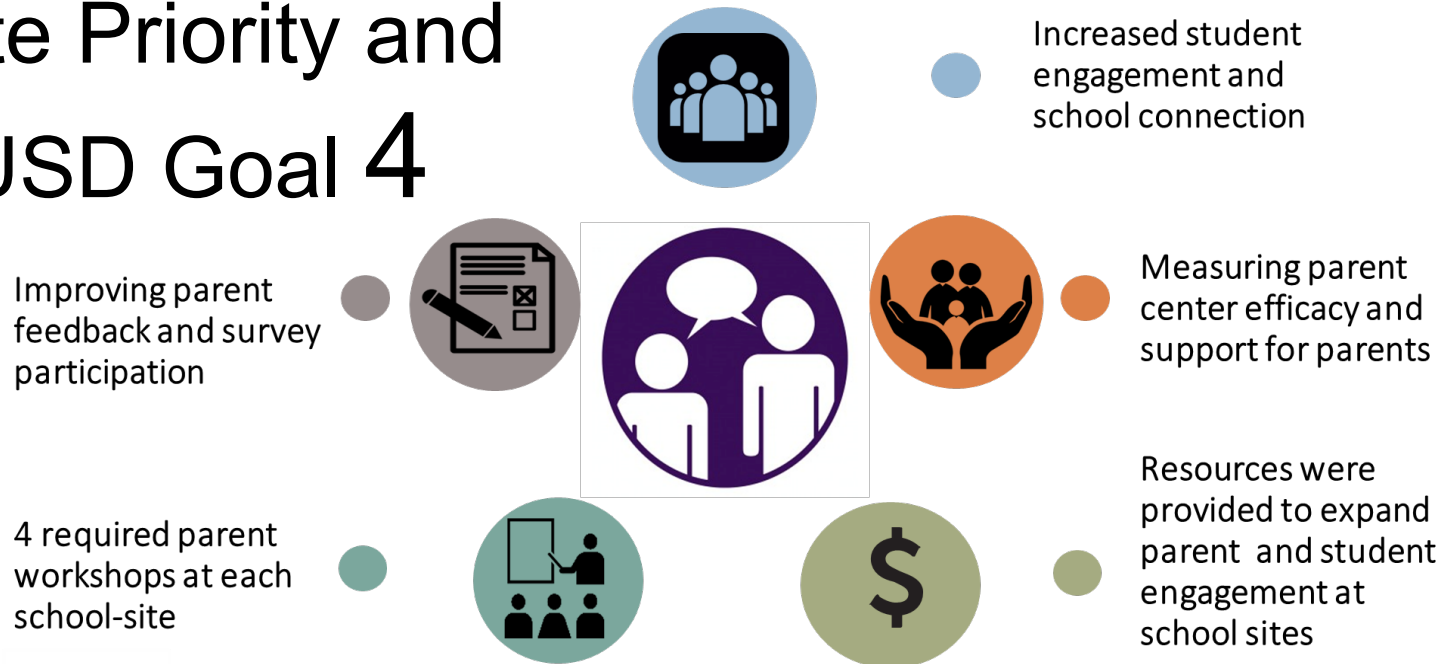 te Priority and
USD Goal 4
Increased student
engagement and
school connection
Improving parent
feedback and survey
participation
Measuring parent
center efficacy and
support for parents
4 required parent
workshops at each
school-site
Resources were
provided to expand
parent and student
engagement at
school sites
$